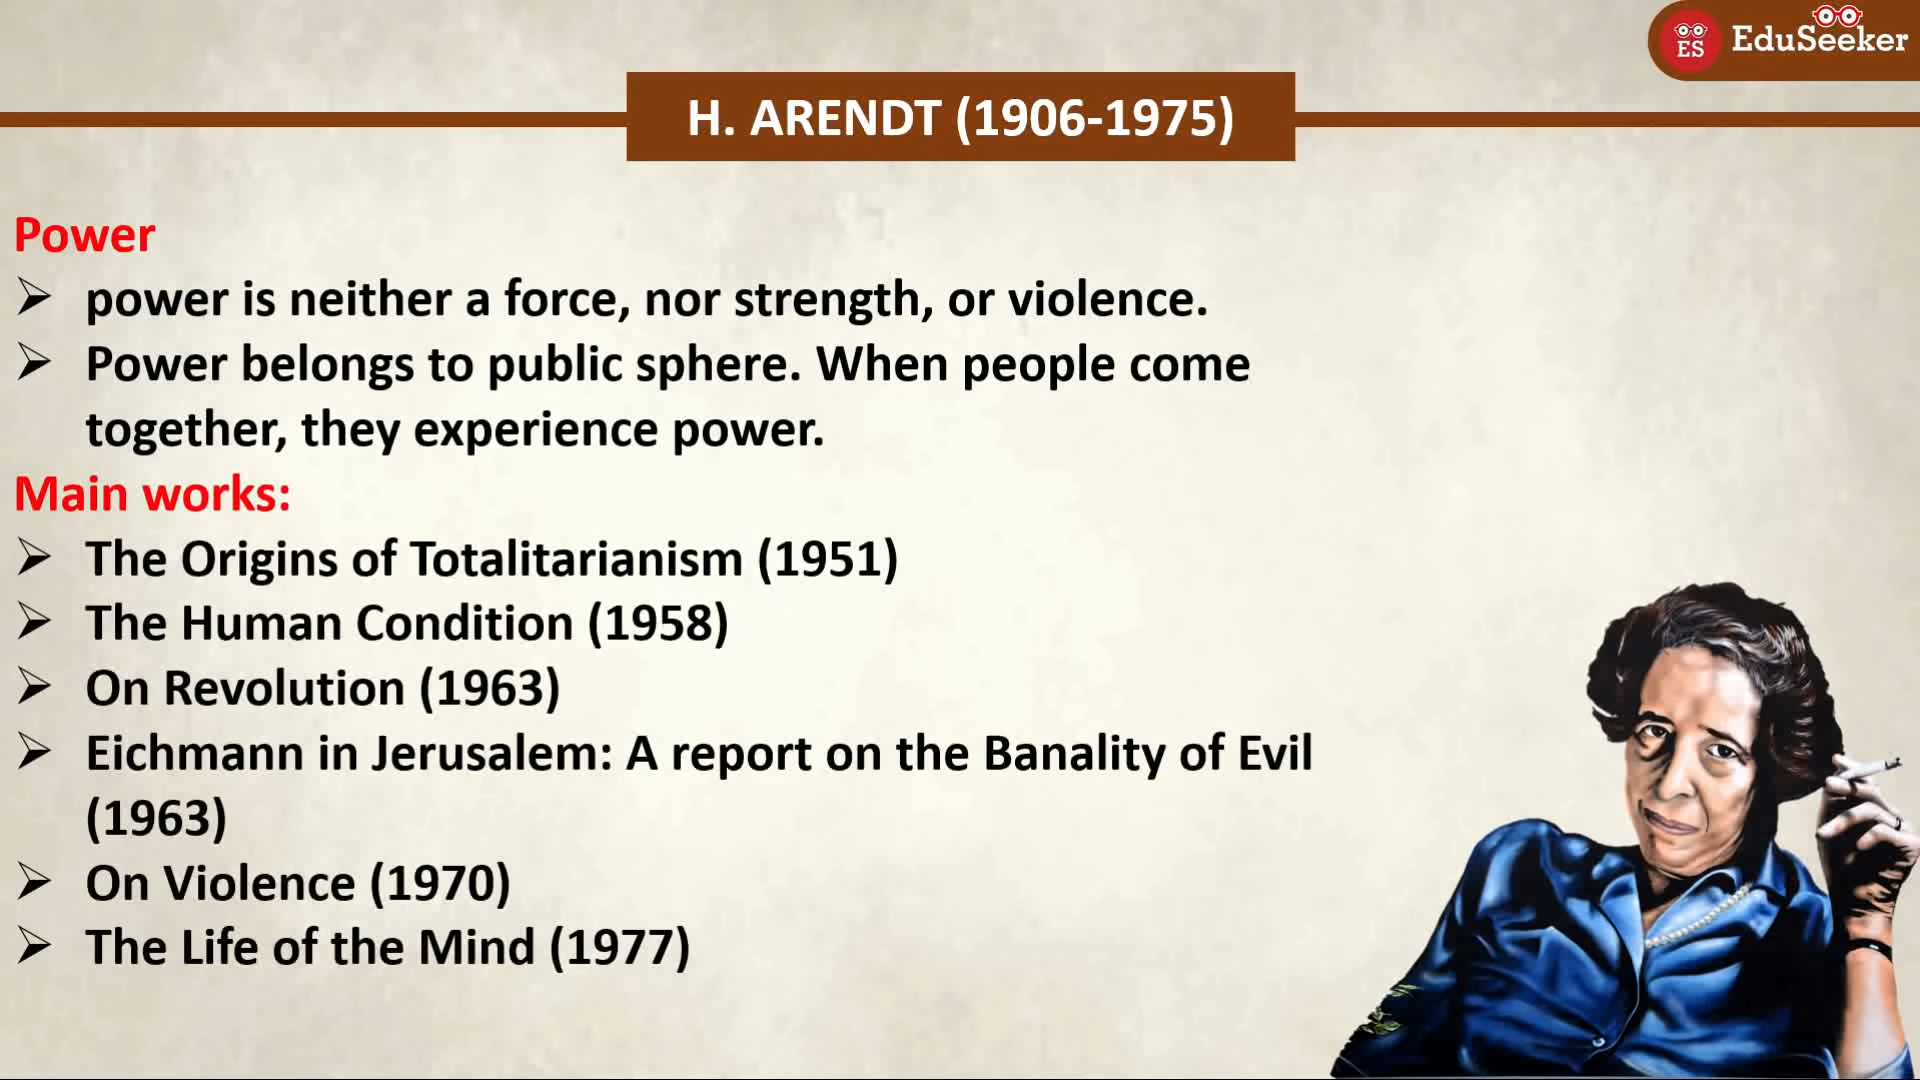 ES EduSeeker
H. ARENDT (1906-1975)
Power
➢ power is neither a force, nor strength, or violence.
➢ Power belongs to public sphere. When people come
together, they experience power.
Main works:
➢ The Origins of Totalitarianism (1951)
➢ The Human Condition (1958)
➢ On Revolution (1963)
➢ Eichmann in Jerusalem: A report on the Banality of Evil
(1963)
➢ On Violence (1970)
➢ The Life of the Mind (1977)